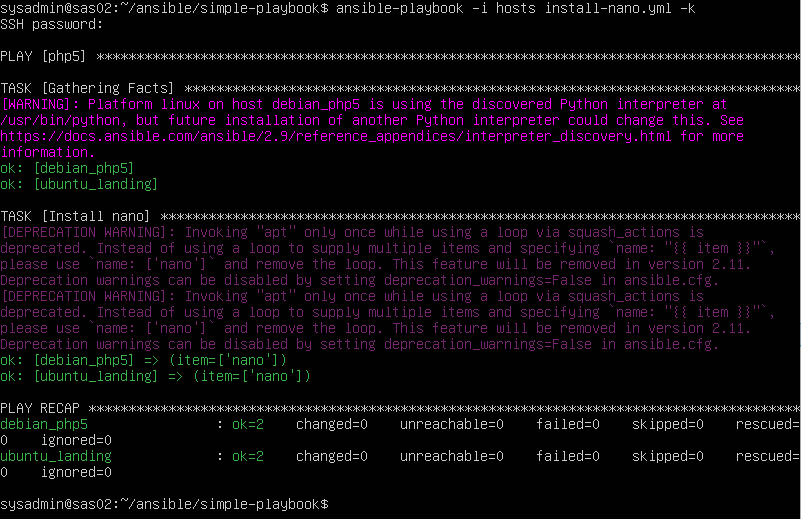 sysadmin@sas02:~/ansible/simple-playbook$ ansible-playbook -i hosts install-nano.yml -k
SSH password:
PLAY [php5] *****************************************************************************************
TASK [Gathering Facts] ******************************************************************************
[WARNING]: Platform linux on host debian_php5 is using the discovered Python interpreter at
/usr/bin/python, but future installation of another Python interpreter could change this. See
https://docs.ansible.com/ansible/2.9/reference_appendices/interpreter_discovery.html for more
information.
ok: [debian_php5]
ok: [ubuntu_landing]
TASK [Install nano] *********************************************************************************
[DEPRECATION WARNING]: Invoking "apt" only once while using a loop via squash_actions is
deprecated. Instead of using a loop to supply multiple items and specifying `name: "{{ item }}"`,
please use `name: ['nano']` and remove the loop. This feature will be removed in version 2.11.
Deprecation warnings can be disabled by setting deprecation_warnings=False in ansible.cfg.
[DEPRECATION WARNING]: Invoking "apt" only once while using a loop via squash_actions is
deprecated. Instead of using a loop to supply multiple items and specifying `name: "{{ item }}"`,
please use `name: ['nano']` and remove the loop. This feature will be removed in version 2.11.
Deprecation warnings can be disabled by setting deprecation_warnings=False in ansible.cfg.
ok: [debian_php5] => (item=['nano'])
ok: [ubuntu_landing] => (item=['nano'])
PLAY RECAP ******************************************************************************************
debian_php5                : ok=2    changed=0    unreachable=0    failed=0    skipped=0    rescued=
0    ignored=0
ubuntu_landing             : ok=2    changed=0    unreachable=0    failed=0    skipped=0    rescued=
0    ignored=0
sysadmin@sas02:~/ansible/simple-playbook$